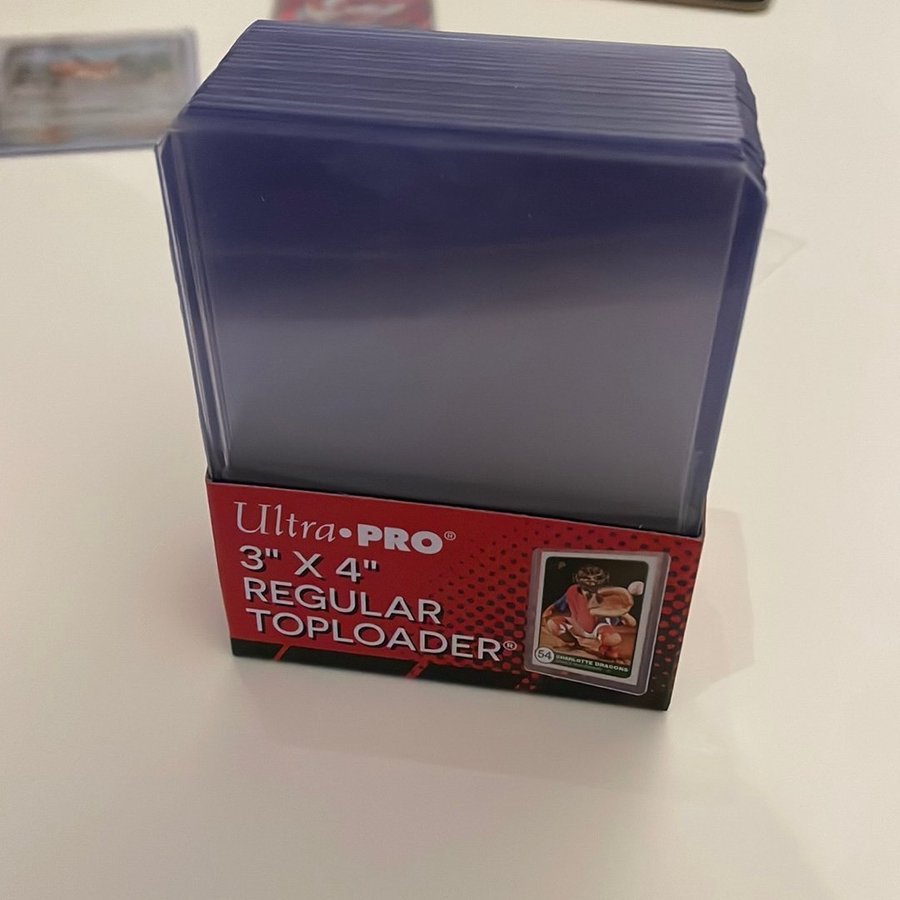 Ultra•PRO®
3" X 4"
REGULAR
TOPLOADER®
54
CHARLOTTE DRAGONS